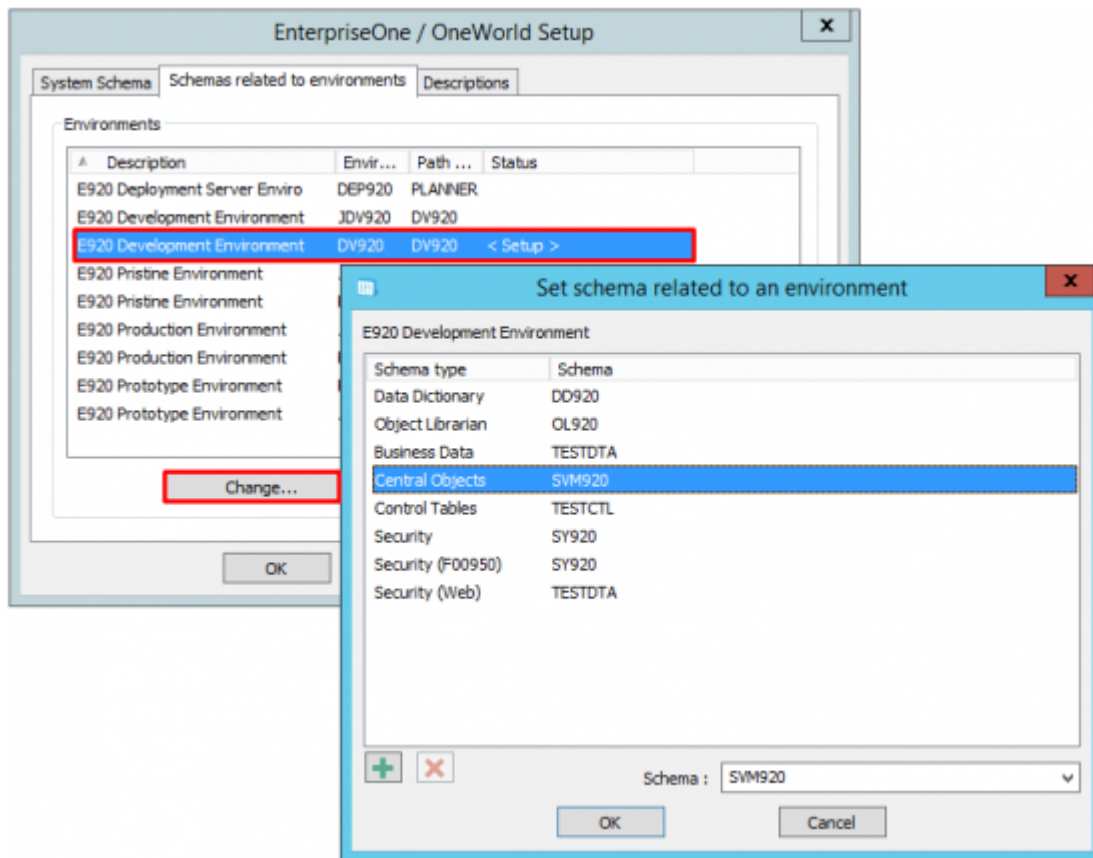 EnterpriseOne / OneWorld Setup
x
System Schema Schemas related to environments Descriptions
Environments
Description Envir... Path ... Status
E920 Deployment Server Enviro DEP920 PLANNER
E920 Development Environment JDV920 DV920
E920 Development Environment DV920 DV920 < Setup >
E920 Pristine Environment
E920 Pristine Environment
E920 Production Environment
E920 Production Environment
E920 Prototype Environment
E920 Prototype Environment
Change...
OK
Set schema related to an environment
x
E920 Development Environment
Schema type Schema
Data Dictionary DD920
Object Librarian OL920
Business Data TESTDTA
Central Objects SVM920
Control Tables TESTCTL
Security SY920
Security (F00950) SY920
Security (Web) TESTDTA
Schema : SVM920
OK Cancel